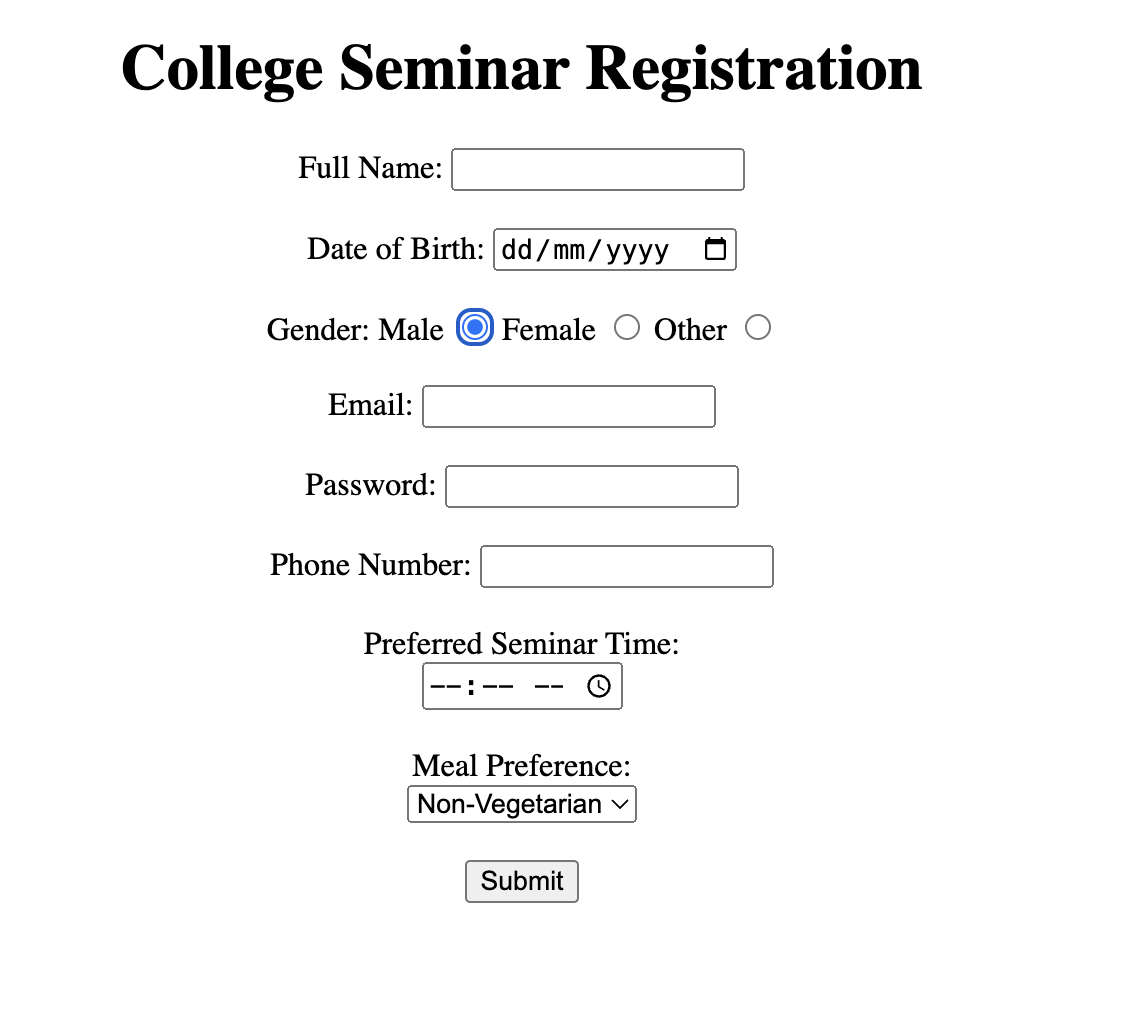 College Seminar Registration
Full Name:
Date of Birth: dd/mm/yyyy
Gender: Male Female Other
Email:
Password:
Phone Number:
Preferred Seminar Time:
--:-- --
Meal Preference:
Non-Vegetarian
Submit